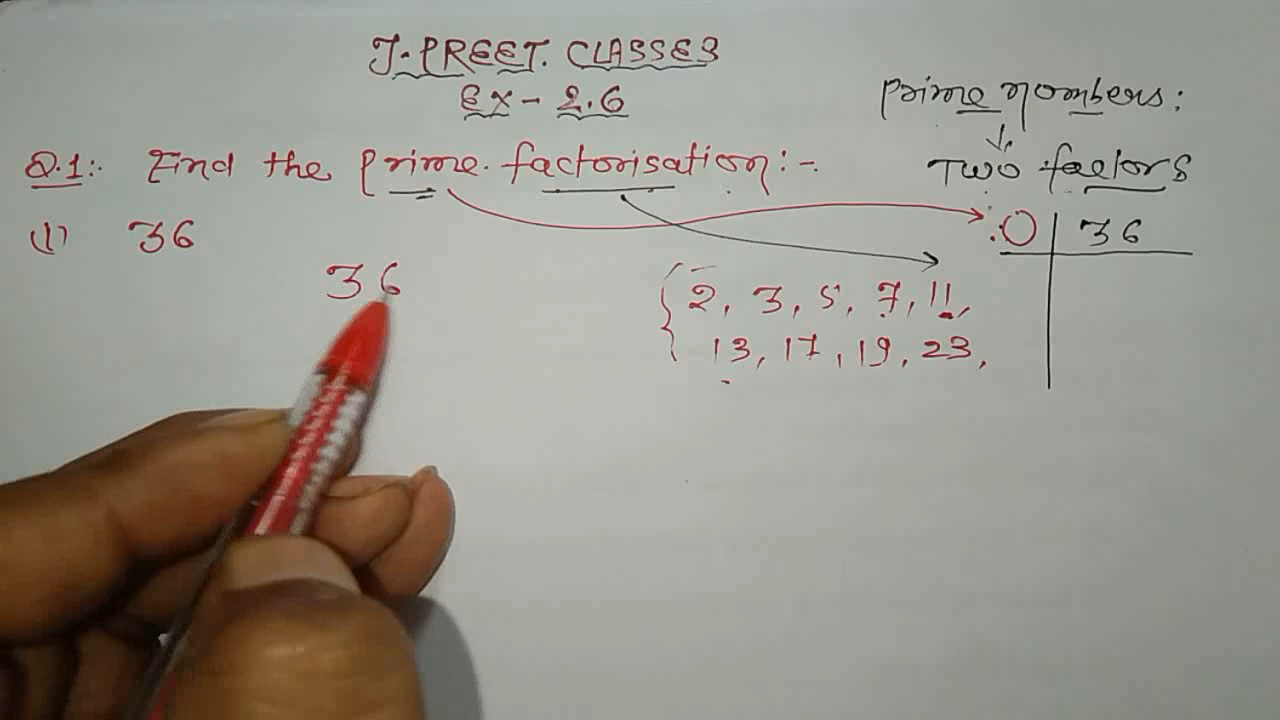 J.PREET. CLASSES
EX - 2.6
Prime numbers:
Two factors
Q.1:- Find the prime factorisation:-
(1) 36
36
36
2, 3, 5, 7, 11,
13, 17, 19, 23,